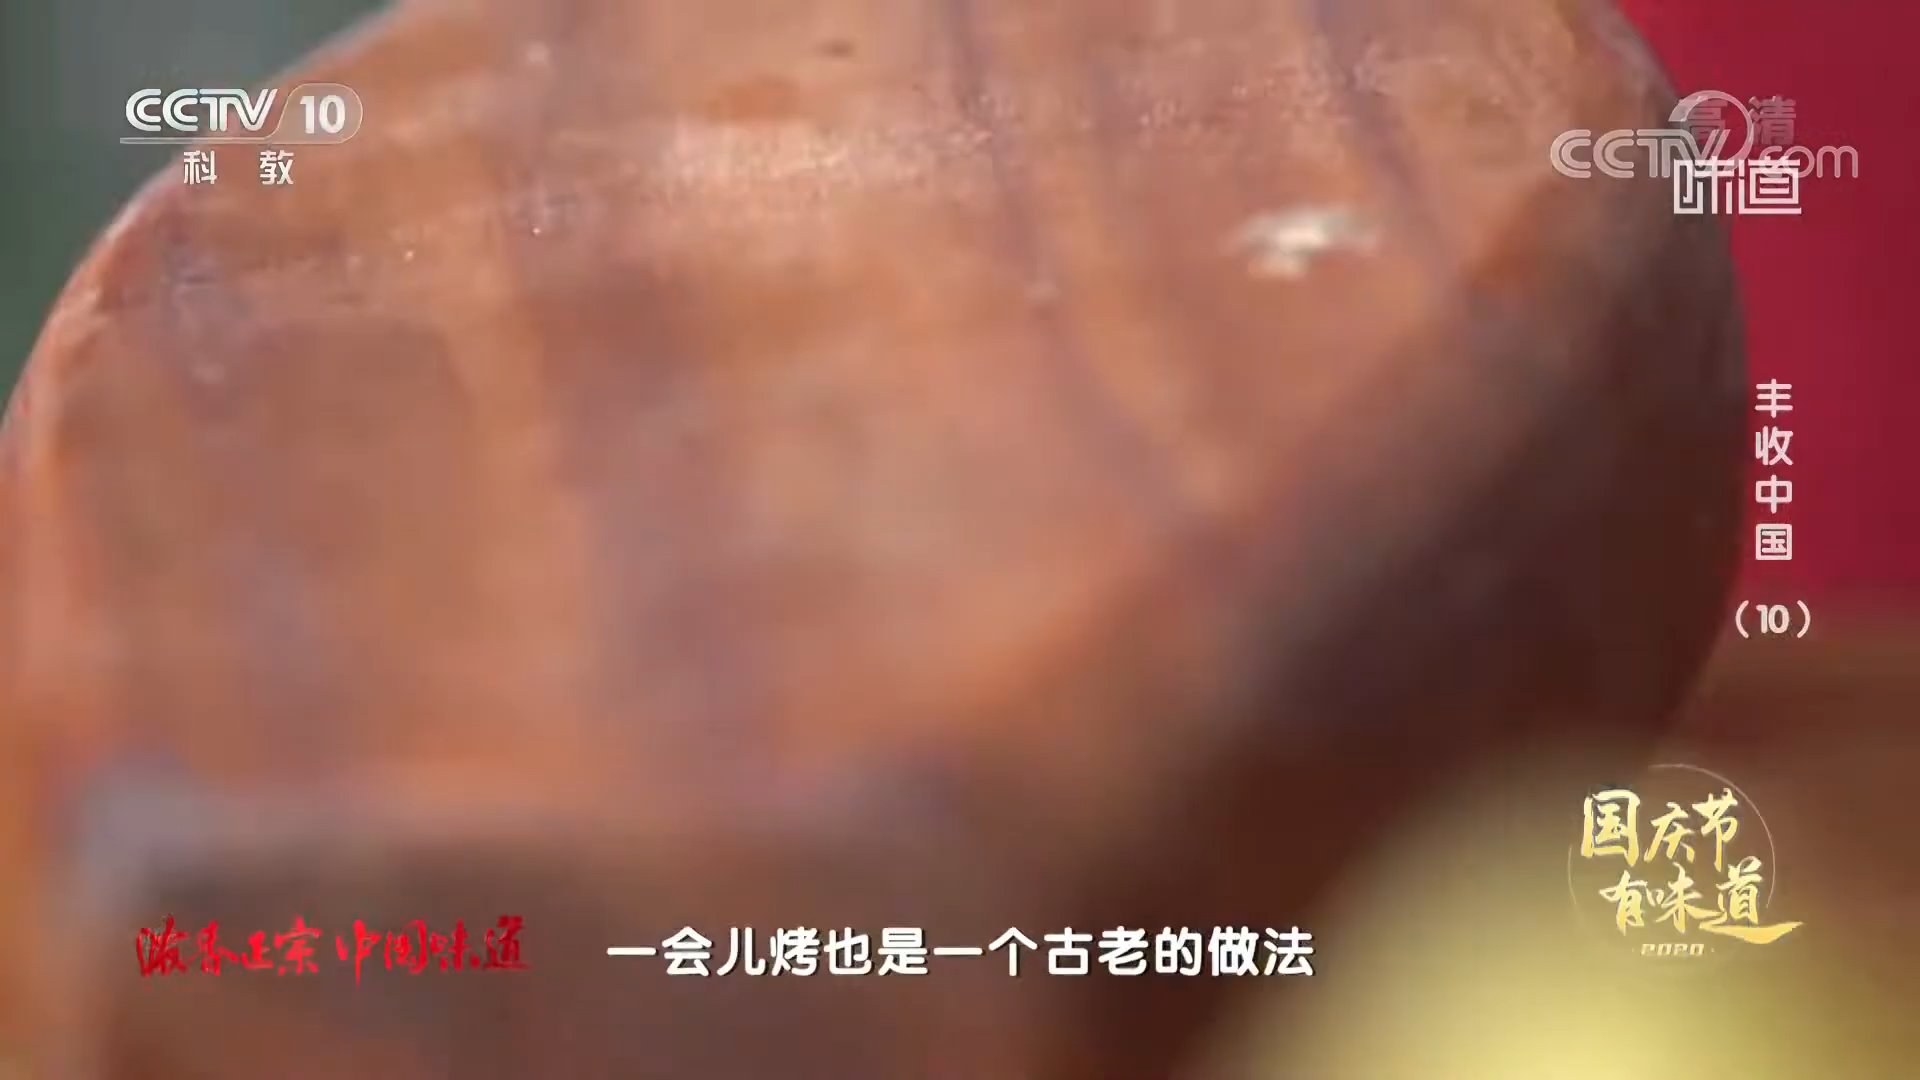 CCTV 10
科教
高清
CCTV.com
味道
丰收中国
（10）
国庆节
有味道
·2020·
浓香正宗 中国味道
一会儿烤也是一个古老的做法